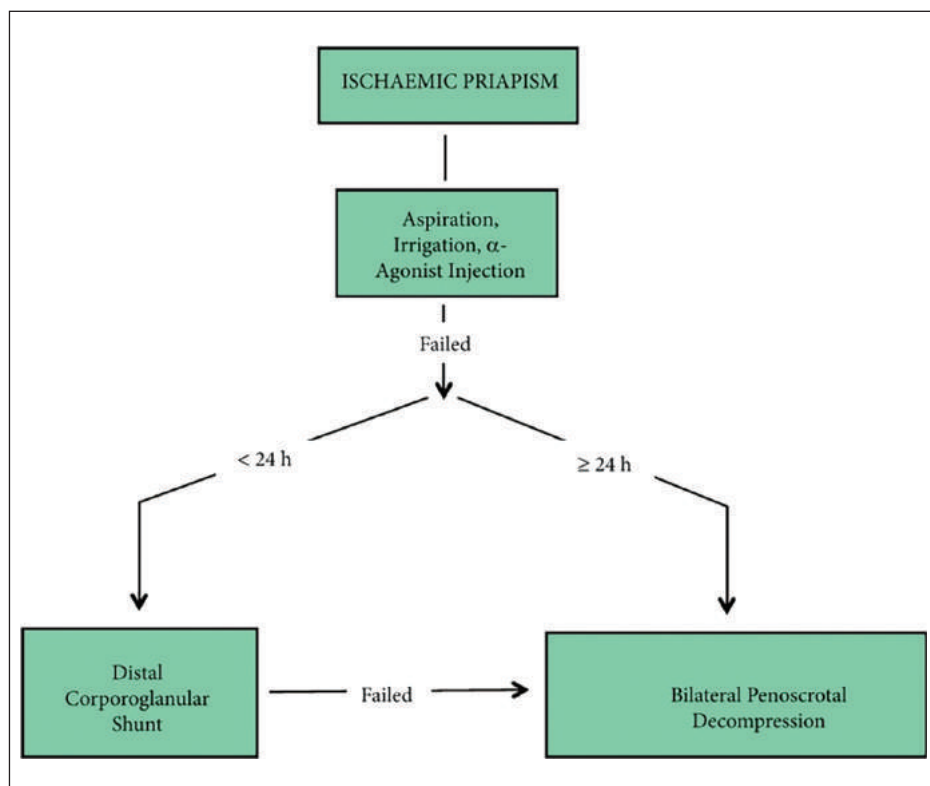 ISCHAEMIC PRIAPISM
Aspiration,
Irrigation, α-
Agonist Injection
Failed
< 24 h
≥ 24 h
Distal
Corporoglanular
Shunt
Failed
Bilateral Penoscrotal
Decompression